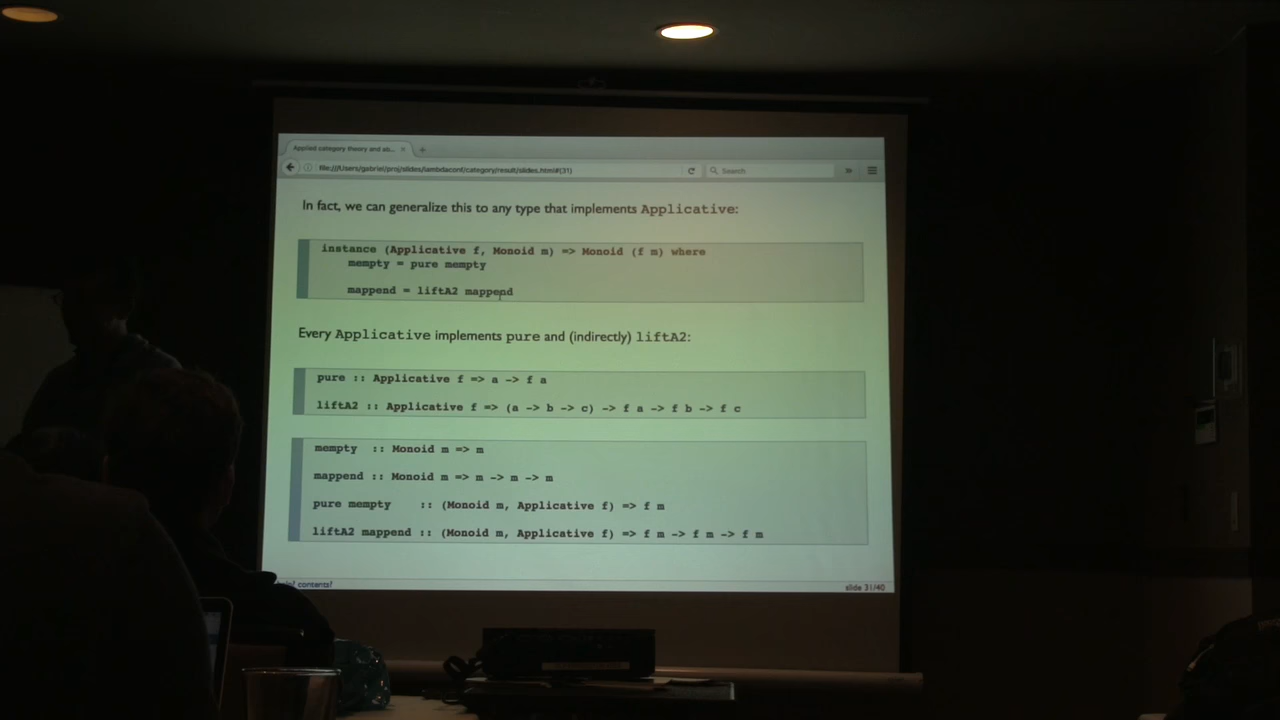 Applied category theory and ab...
file:///Users/gabriel/proj/slides/lambdaconf/category/result/slides.html#(31)
Search
In fact, we can generalize this to any type that implements Applicative:
instance (Applicative f, Monoid m) => Monoid (f m) where
mempty = pure mempty
mappend = liftA2 mappend
Every Applicative implements pure and (indirectly) liftA2:
pure :: Applicative f => a -> f a
liftA2 :: Applicative f => (a -> b -> c) -> f a -> f b -> f c
mempty :: Monoid m => m
mappend :: Monoid m => m -> m -> m
pure mempty :: (Monoid m, Applicative f) => f m
liftA2 mappend :: (Monoid m, Applicative f) => f m -> f m -> f m
contents?
slide 31/40